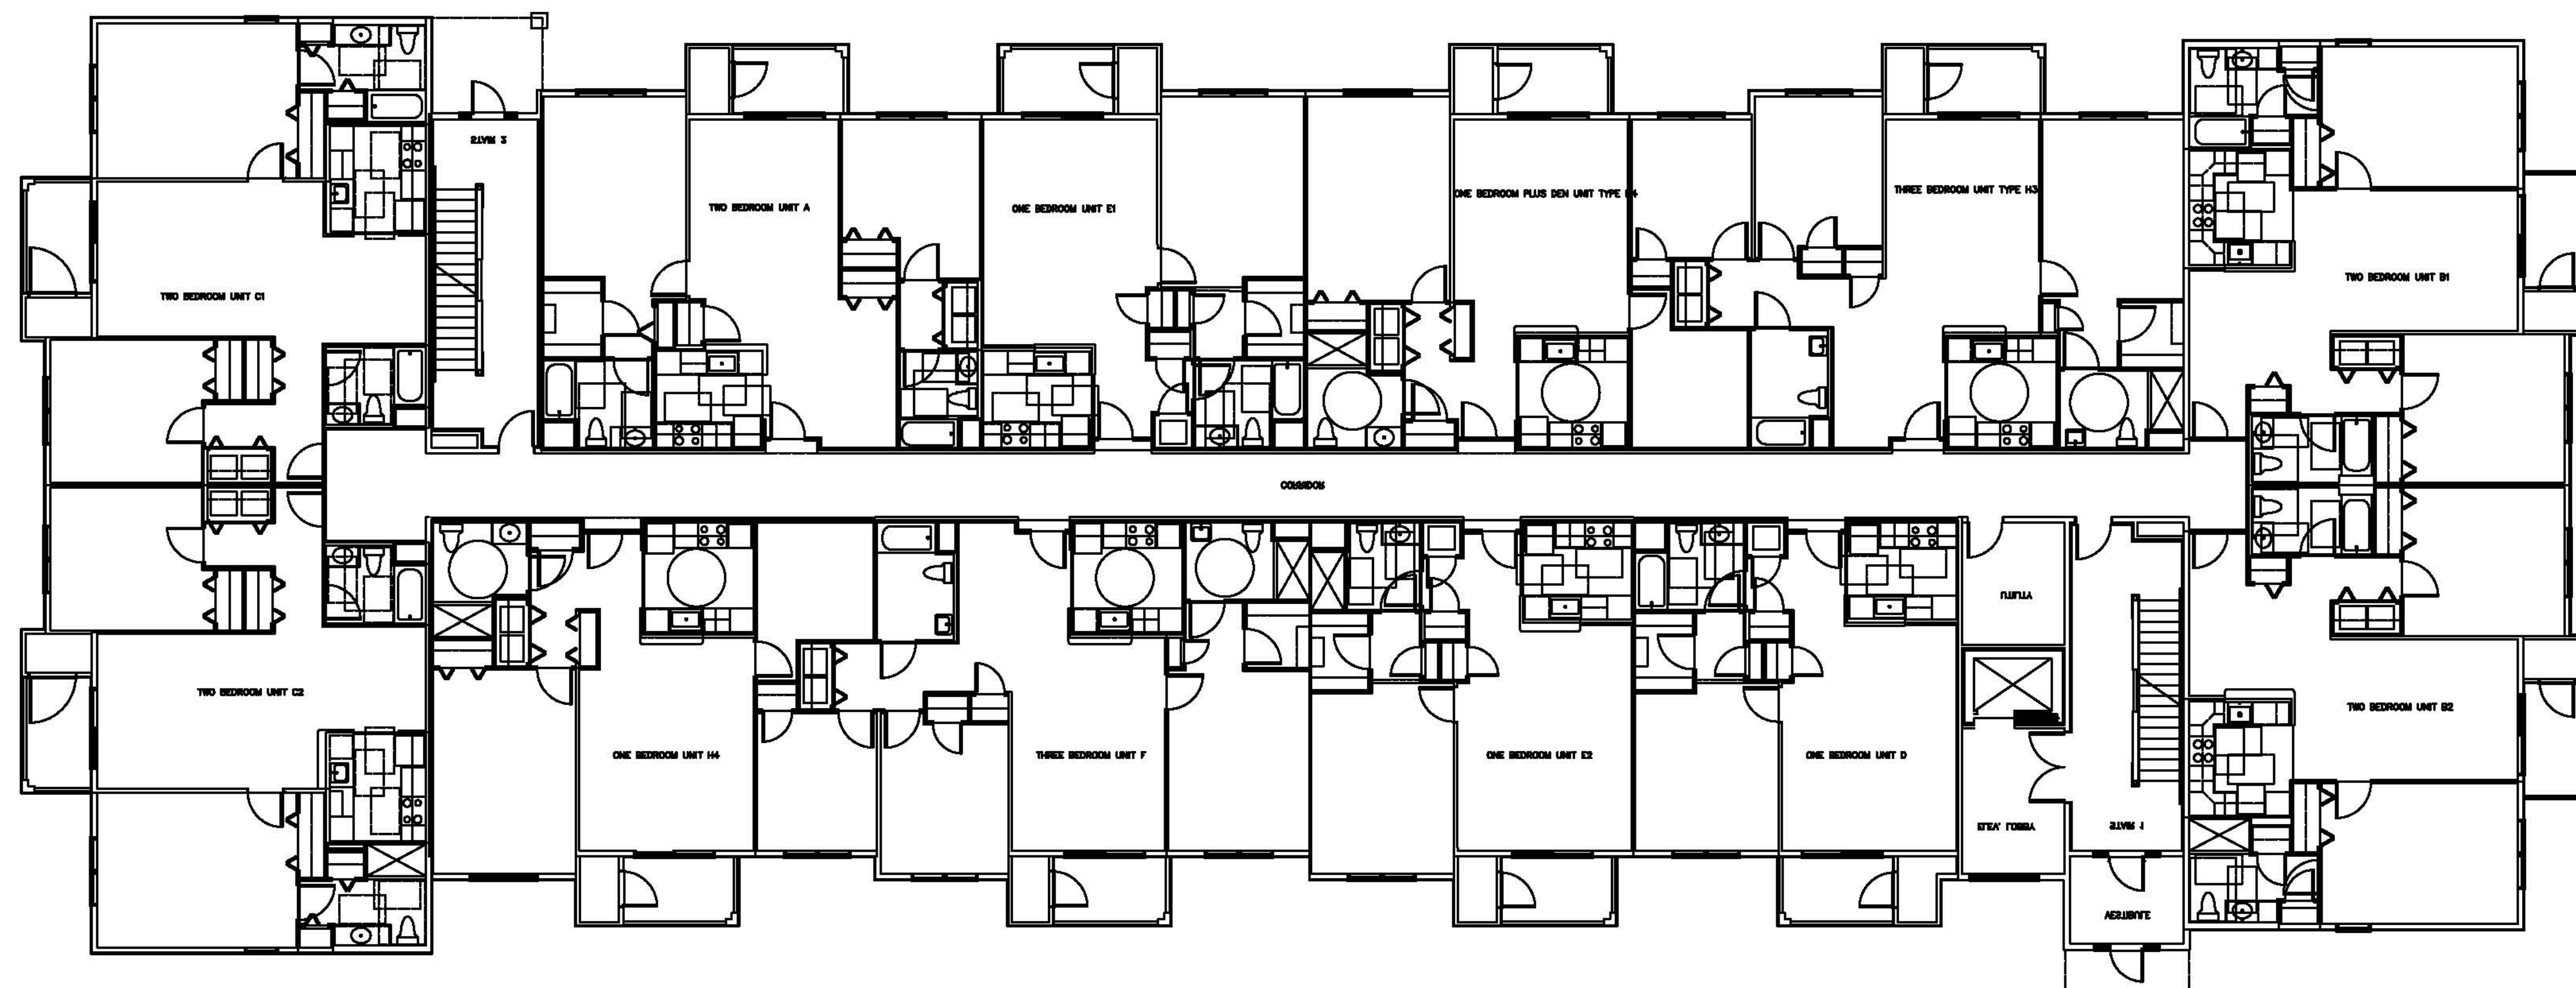 STAIR 2
TWO BEDROOM UNIT A
ONE BEDROOM UNIT E1
ONE BEDROOM PLUS DEN UNIT TYPE H4
THREE BEDROOM UNIT TYPE H3
TWO BEDROOM UNIT C1
TWO BEDROOM UNIT B1
CORRIDOR
UTILITY
TWO BEDROOM UNIT C2
TWO BEDROOM UNIT B2
ONE BEDROOM UNIT H4
THREE BEDROOM UNIT F
ONE BEDROOM UNIT E2
ONE BEDROOM UNIT D
ELEV. LOBBY
STAIR 1
VESTIBULE